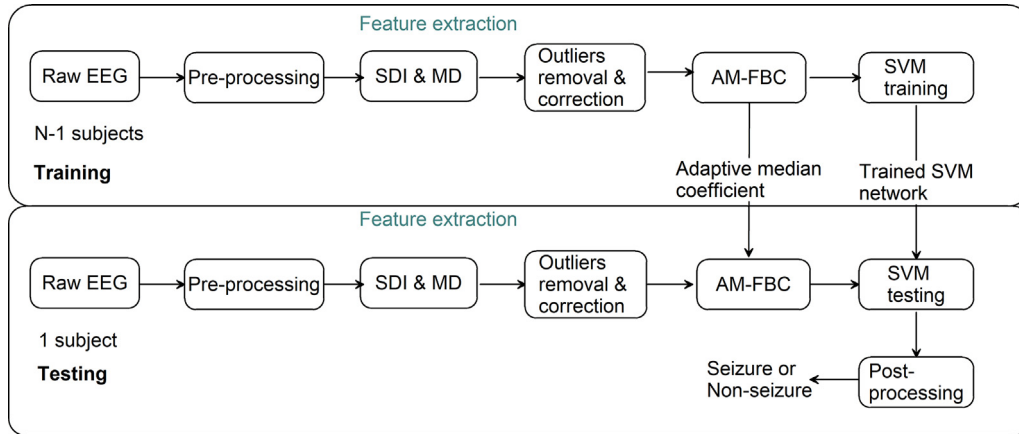 Feature extraction
Raw EEG
Pre-processing
SDI & MD
Outliers
removal &
correction
AM-FBC
SVM
training
N-1 subjects
Training
Adaptive median
coefficient
Trained SVM
network
Feature extraction
Raw EEG
Pre-processing
SDI & MD
Outliers
removal &
correction
AM-FBC
SVM
testing
1 subject
Testing
Seizure or
Non-seizure
Post-
processing